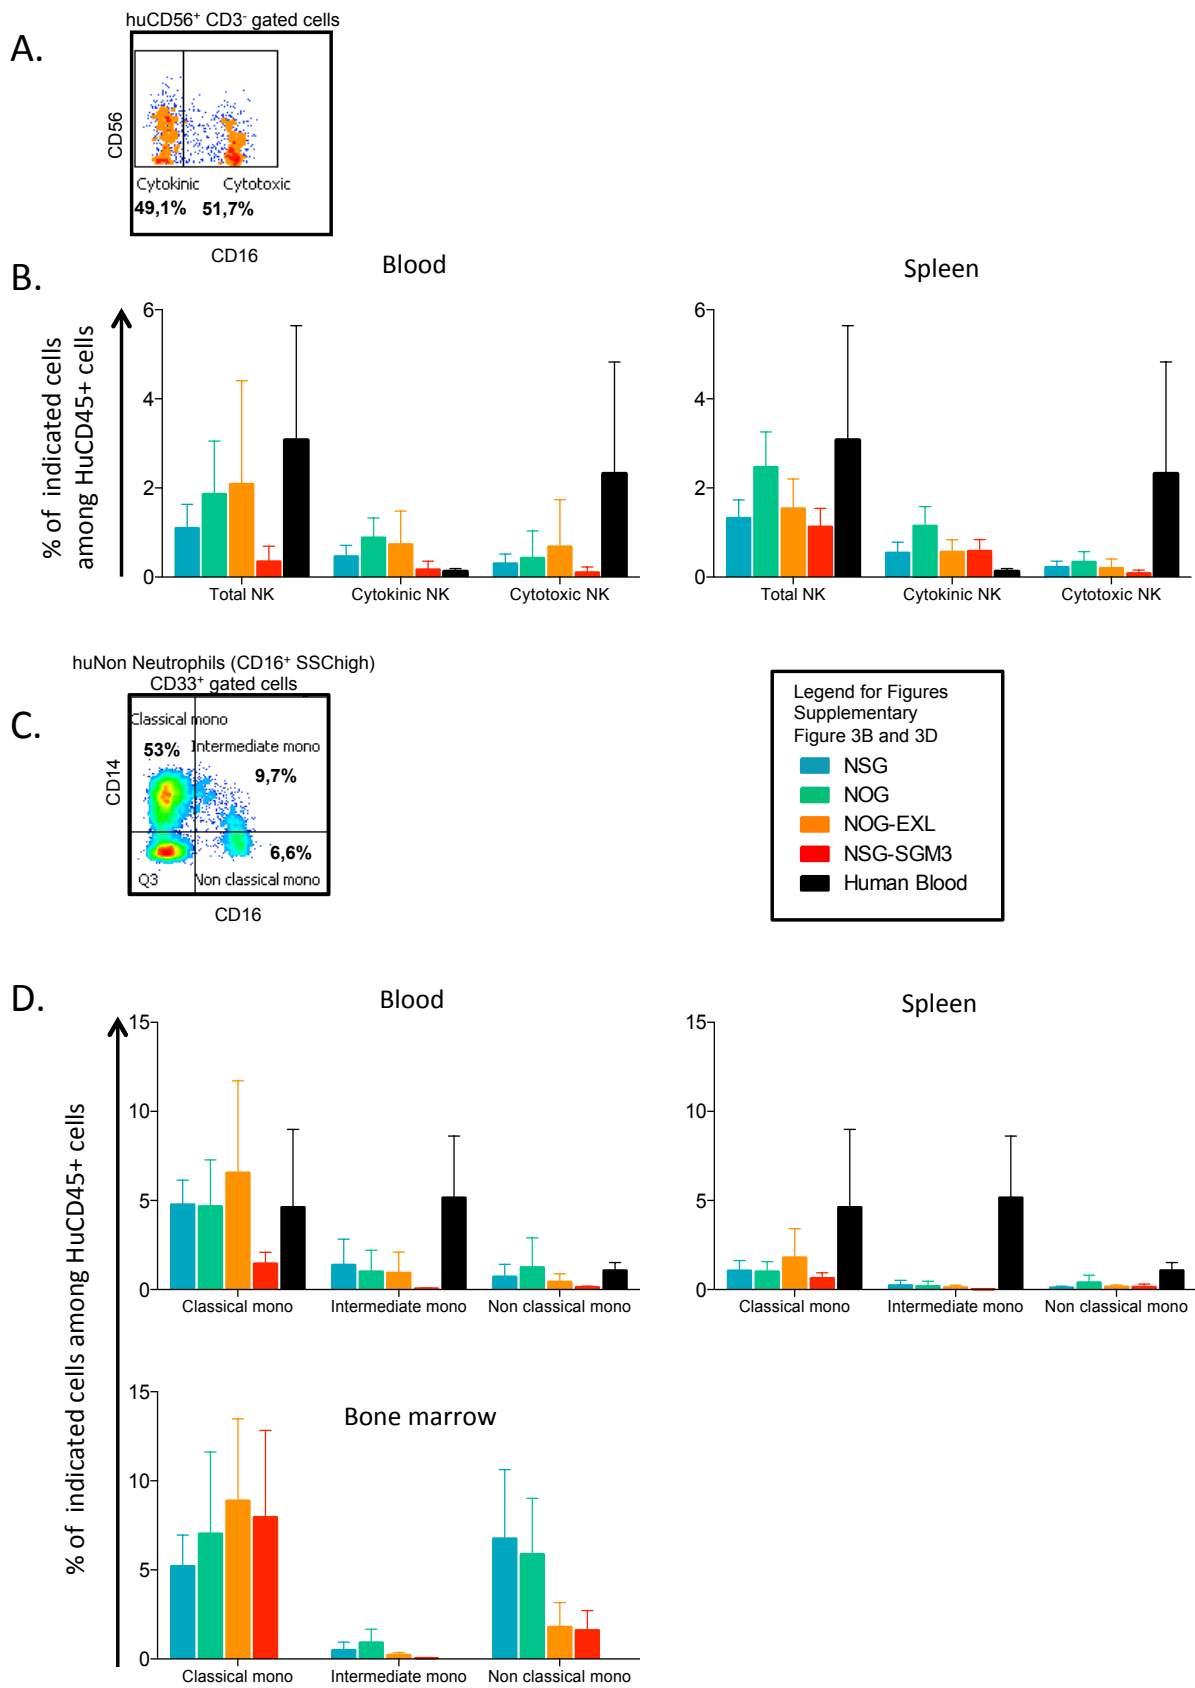 A.
huCD56⁺ CD3⁻ gated cells
CD56
Cytokinic Cytotoxic
49,1% 51,7%
CD16
B.
Blood
Spleen
% of indicated cells
among HuCD45+ cells
6
4
2
0
Total NK Cytokinic NK Cytotoxic NK
6
4
2
0
Total NK Cytokinic NK Cytotoxic NK
C.
huNon Neutrophils (CD16⁺ SSChigh)
CD33⁺ gated cells
CD14
Classical mono
53%
Intermediate mono
9,7%
6,6%
Q3
Non classical mono
CD16
Legend for Figures
Supplementary
Figure 3B and 3D
NSG
NOG
NOG-EXL
NSG-SGM3
Human Blood
D.
% of indicated cells among HuCD45+ cells
Blood
15
10
5
0
Classical mono Intermediate mono Non classical mono
Spleen
15
10
5
0
Classical mono Intermediate mono Non classical mono
Bone marrow
15
10
5
0
Classical mono Intermediate mono Non classical mono